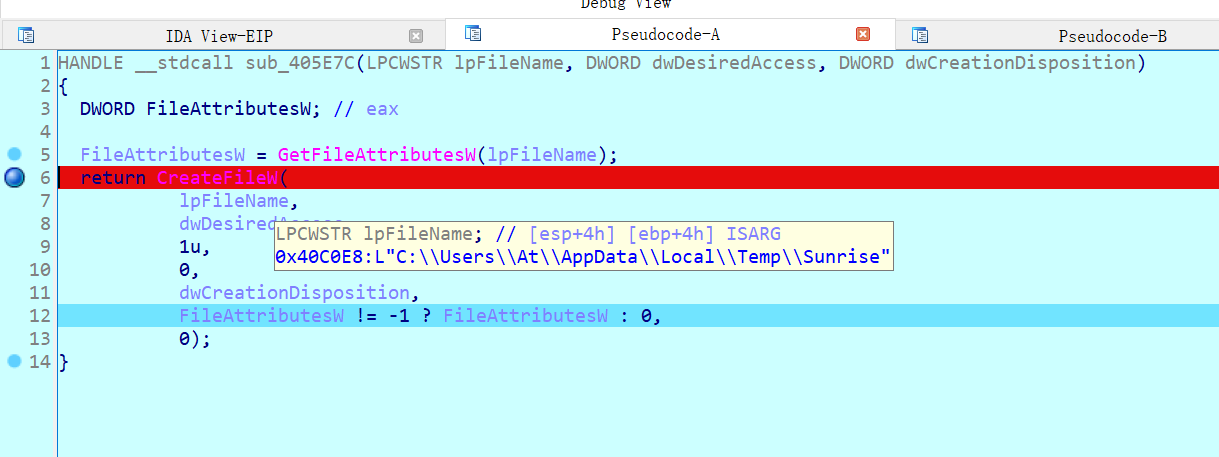 Debug View
IDA View-EIP Pseudocode-A Pseudocode-B
1 HANDLE __stdcall sub_405E7C(LPCWSTR lpFileName, DWORD dwDesiredAccess, DWORD dwCreationDisposition)
2 {
3 DWORD FileAttributesW; // eax
4
5 FileAttributesW = GetFileAttributesW(lpFileName);
6 return CreateFileW(
7 lpFileName,
8 dwDesiredAccess
LPCWSTR lpFileName; // [esp+4h] [ebp+4h] ISARG
9 1u,
0x40C0E8:L"C:\\Users\\At\\AppData\\Local\\Temp\\Sunrise"
10 0,
11 dwCreationDisposition,
12 FileAttributesW != -1 ? FileAttributesW : 0,
13 0);
14 }